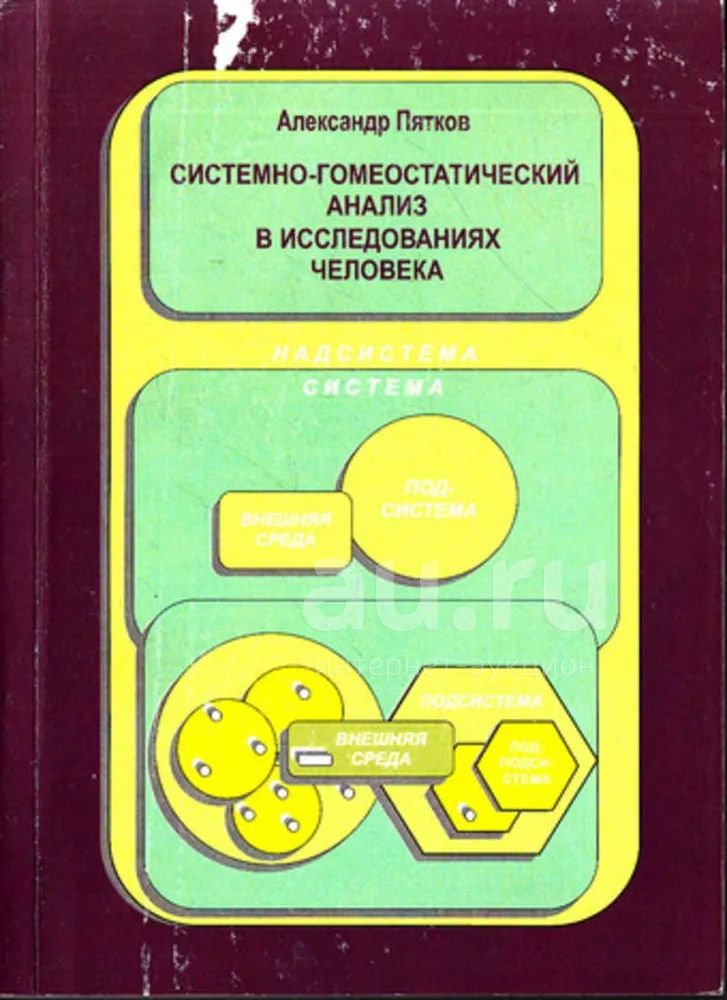 Александр Пятков
СИСТЕМНО-ГОМЕОСТАТИЧЕСКИЙ
АНАЛИЗ
В ИССЛЕДОВАНИЯХ
ЧЕЛОВЕКА
НАДСИСТЕМА
СИСТЕМА
ПОД-
СИСТЕМА
ВНЕШНЯЯ
СРЕДА
au.ru
интернет-аукцион
ПОДСИСТЕМА
ВНЕШНЯЯ
СРЕДА
ПОД-
ПОДСИ-
СТЕМА